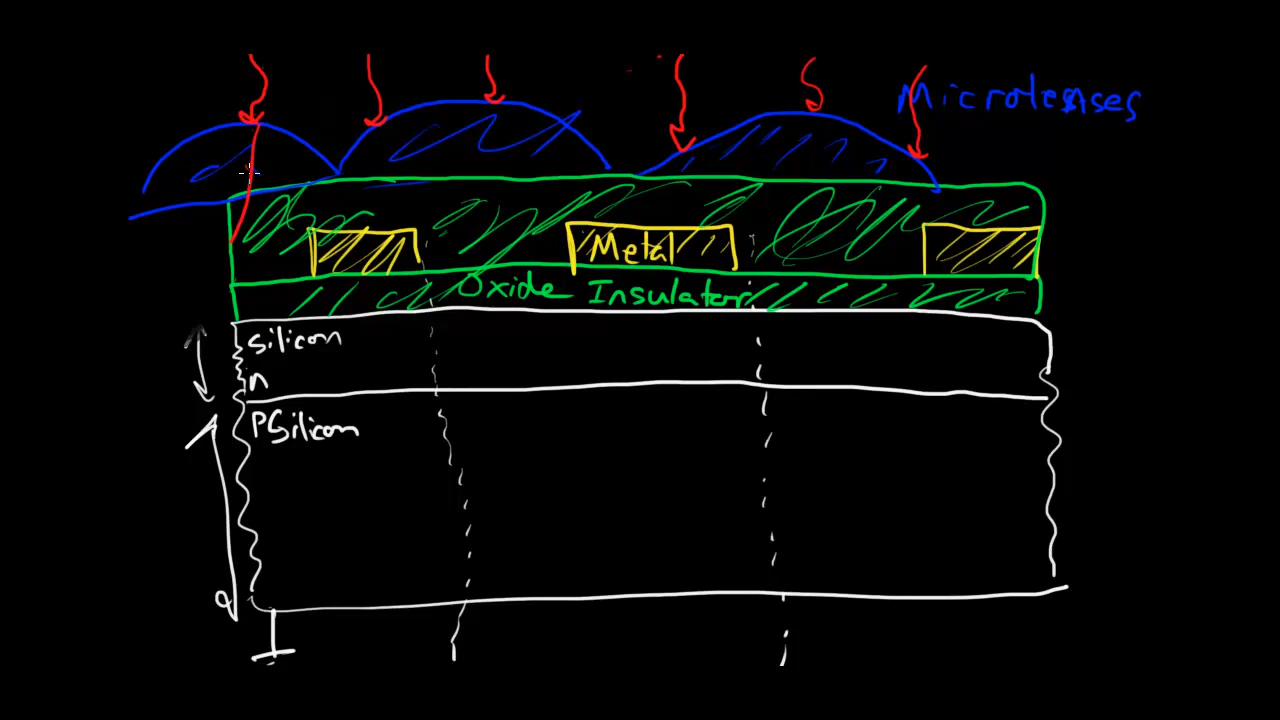 Microlenses
Metal
Oxide Insulator
Silicon
n
PSilicon